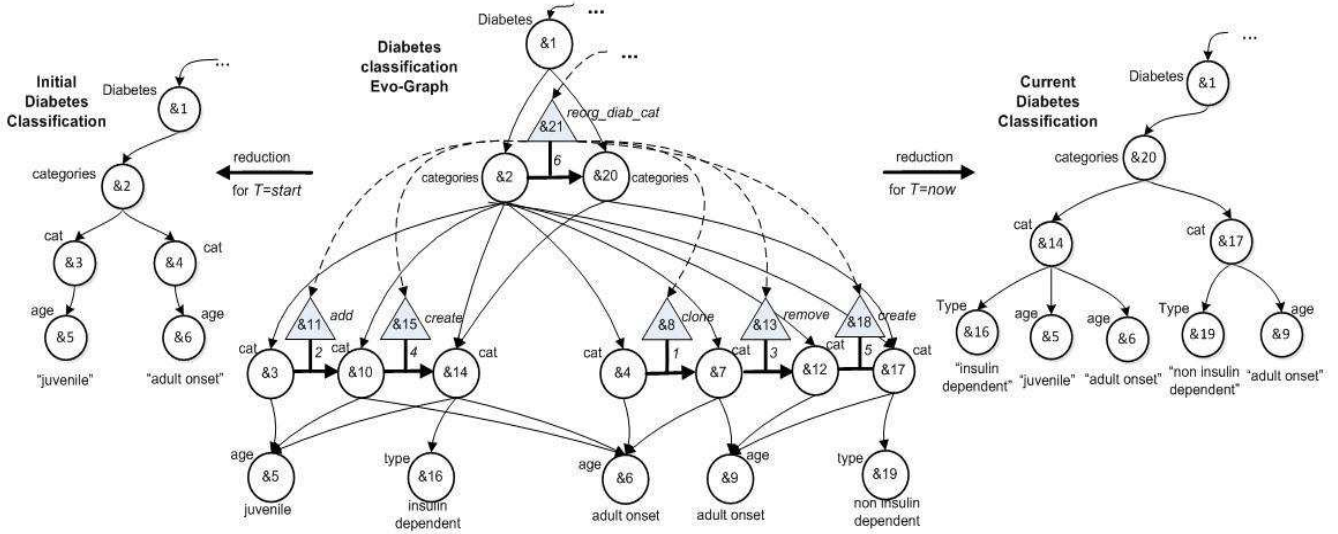 Initial
Diabetes
Classification
...
Diabetes
&1
categories
&2
cat
cat
&3
&4
age
age
&5
&6
"juvenile"
"adult onset"
reduction
for T=start
Diabetes
classification
Evo-Graph
...
Diabetes
&1
...
reorg_diab_cat
&21
6
categories
&2
&20
categories
&11
add
&15
create
&8
clone
&13
remove
&18
create
2
4
1
3
5
cat
cat
cat
cat
cat
cat
cat
&3
&10
&14
&4
&7
&12
&17
age
type
age
age
type
&5
&16
&6
&9
&19
juvenile
insulin
dependent
adult onset
adult onset
non insulin
dependent
reduction
for T=now
Current
Diabetes
Classification
...
Diabetes
&1
categories
&20
cat
cat
&14
&17
Type
age
age
Type
age
&16
&5
&6
&19
&9
"insulin
dependent"
"juvenile"
"adult onset"
"non insulin
dependent"
"adult onset"